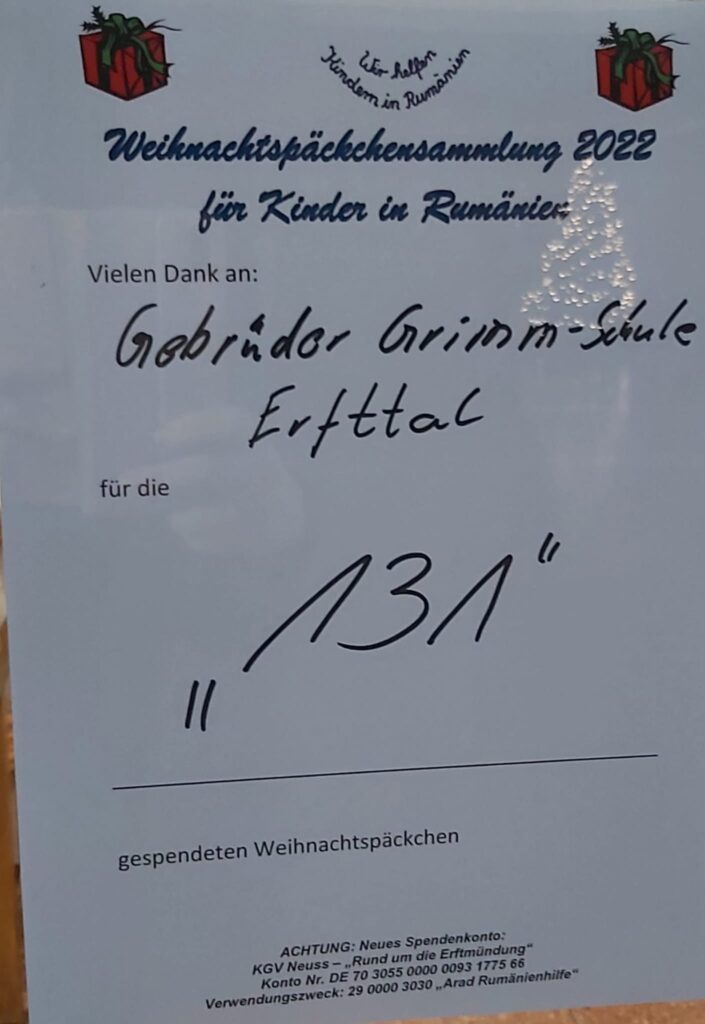 Wir helfen
Kindern in Rumänien
Weihnachtspäckchensammlung 2022
für Kinder in Rumänien
Vielen Dank an:
Gebrüder Grimm-Schule
Erfttal
für die
„131“
gespendeten Weihnachtspäckchen
ACHTUNG: Neues Spendenkonto:
KGV Neuss – „Rund um die Erftmündung“
Konto Nr. DE 70 3055 0000 0093 1775 66
Verwendungszweck: 29 0000 3030 „Arad Rumänienhilfe“